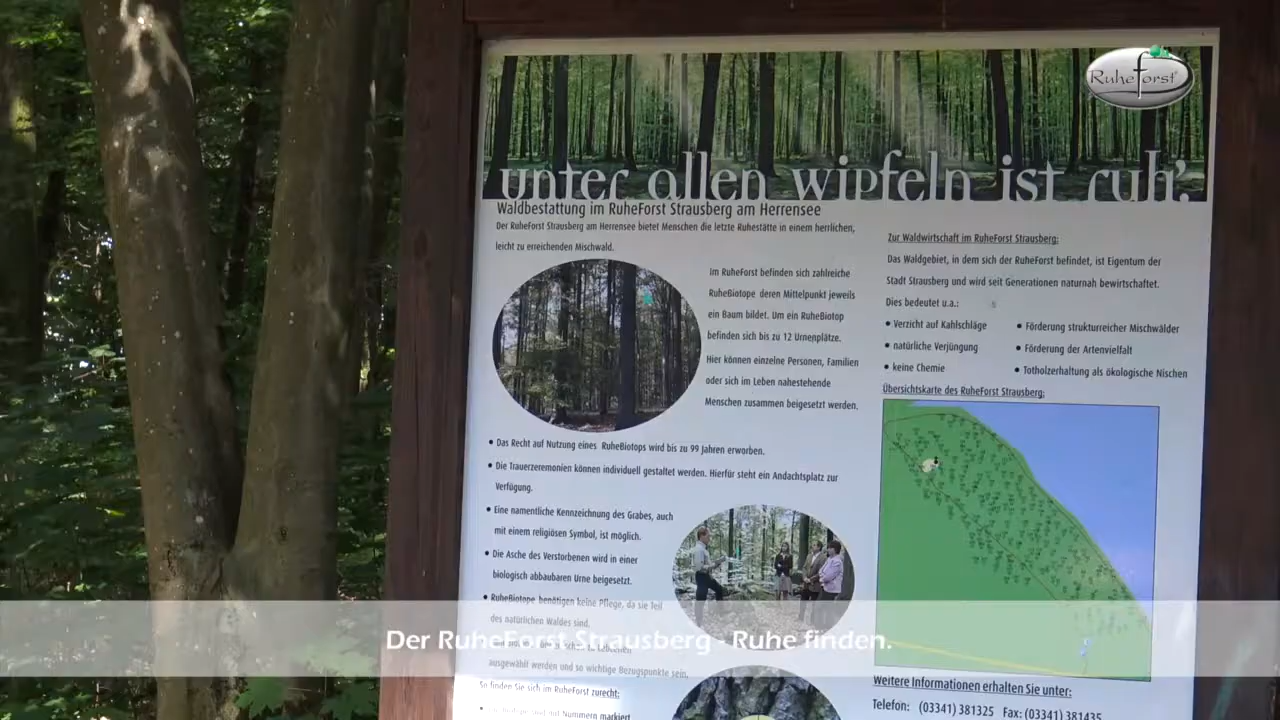 RuheForst
unter allen wipfeln ist ruh'.
Waldbestattung im RuheForst Strausberg am Herrensee
Der RuheForst Strausberg am Herrensee bietet Menschen die letzte Ruhestätte in einem herrlichen,
leicht zu erreichenden Mischwald.
Im RuheForst befinden sich zahlreiche
RuheBiotope deren Mittelpunkt jeweils
ein Baum bildet. Um ein RuheBiotop
befinden sich bis zu 12 Urnenplätze.
Hier können einzelne Personen, Familien
oder sich im Leben nahestehende
Menschen zusammen beigesetzt werden.
• Das Recht auf Nutzung eines RuheBiotops wird bis zu 99 Jahren erworben.
• Die Trauerzeremonien können individuell gestaltet werden. Hierfür steht ein Andachtsplatz zur
Verfügung.
• Eine namentliche Kennzeichnung des Grabes, auch
mit einem religiösen Symbol, ist möglich.
• Die Asche des Verstorbenen wird in einer
biologisch abbaubaren Urne beigesetzt.
• RuheBiotope benötigen keine Pflege, da sie Teil
des natürlichen Waldes sind.
ausgewählt werden und so wichtige Bezugspunkte sein.
So finden Sie sich im RuheForst zurecht:
Nummern markiert
Zur Waldwirtschaft im RuheForst Strausberg:
Das Waldgebiet, in dem sich der RuheForst befindet, ist Eigentum der
Stadt Strausberg und wird seit Generationen naturnah bewirtschaftet.
Dies bedeutet u.a.:
• Verzicht auf Kahlschläge
• natürliche Verjüngung
• keine Chemie
• Förderung strukturreicher Mischwälder
• Förderung der Artenvielfalt
• Totholzerhaltung als ökologische Nischen
Übersichtskarte des RuheForst Strausberg:
Weitere Informationen erhalten Sie unter:
Telefon: (03341) 381325 Fax: (03341) 381435
Der RuheForst Strausberg - Ruhe finden.